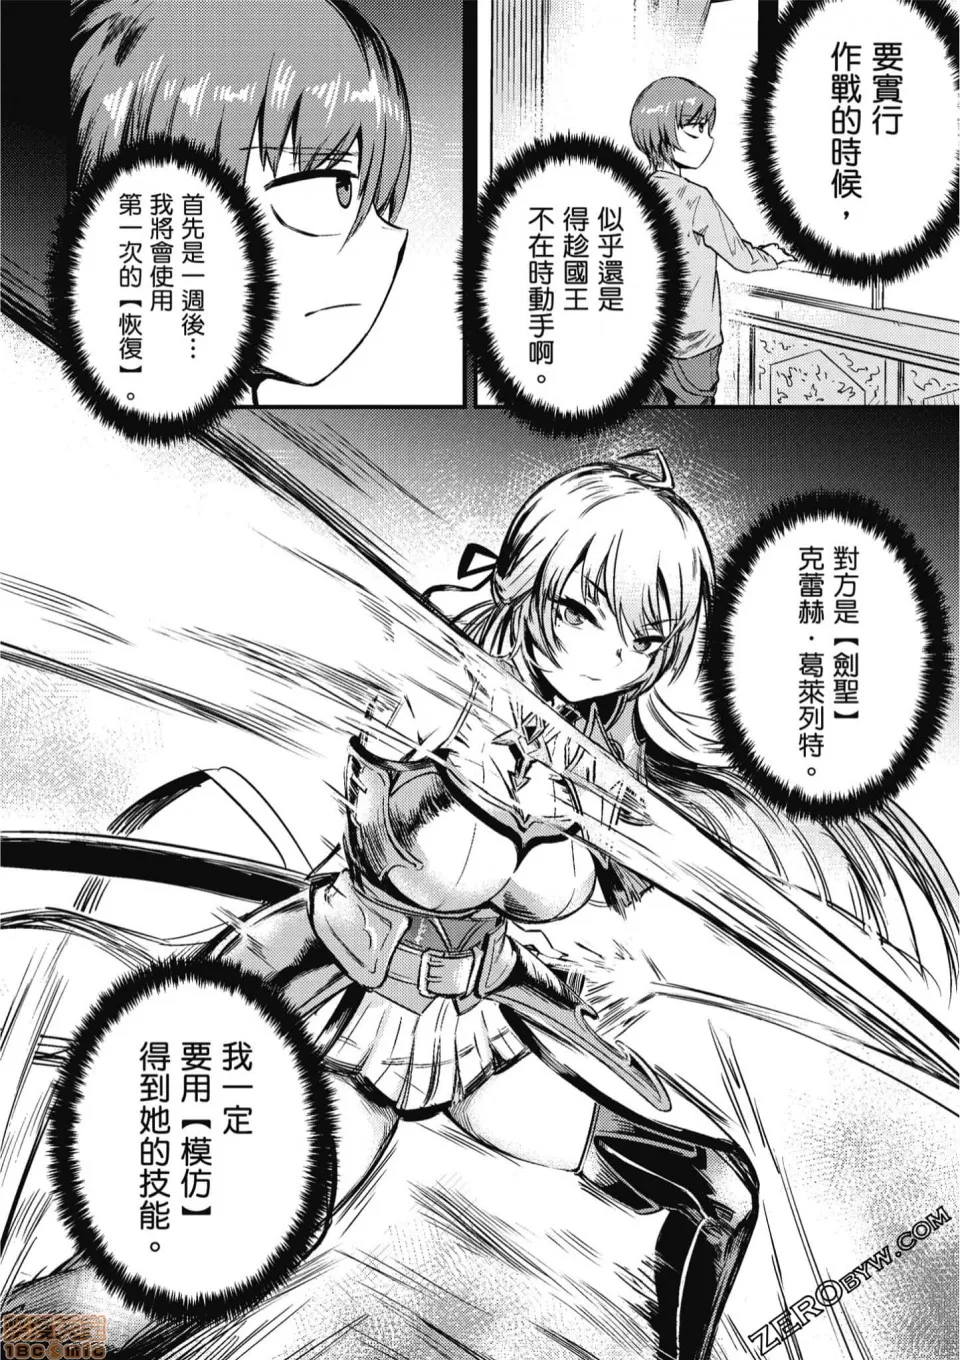 要實行
作戰的時候，
似乎還是
得趁國王
不在時動手啊。
首先是一週後…
我將會使用
第一次的【恢復】。
對方是【劍聖】
克蕾赫．葛萊列特。
我一定
要用【模仿】
得到她的技能。
ZEROBYW.COM
18COMIC